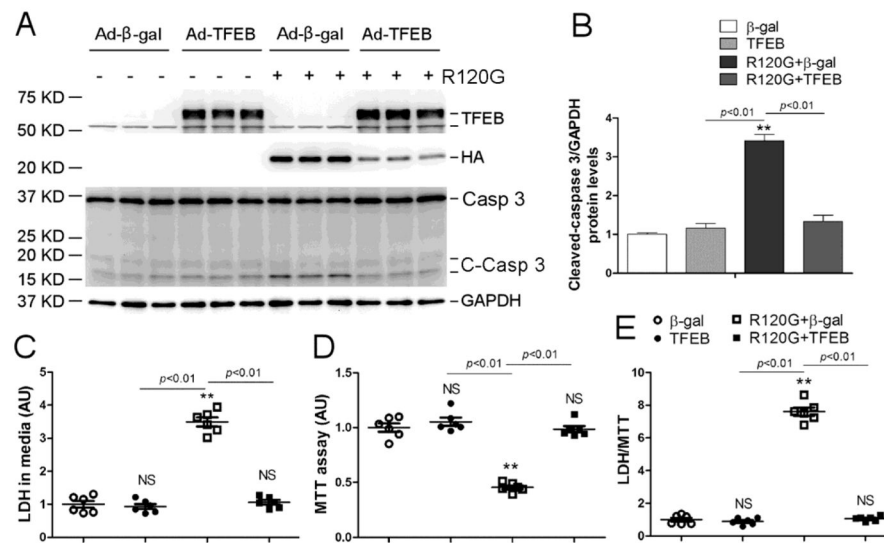 A
Ad-β-gal Ad-TFEB Ad-β-gal Ad-TFEB
- - - - - - + + + + + + R120G
75 KD
TFEB
50 KD
HA
20 KD
37 KD
Casp 3
25 KD
20 KD
C-Casp 3
15 KD
37 KD
GAPDH
B
β-gal
TFEB
R120G+β-gal
R120G+TFEB
Cleaved-caspase 3/GAPDH
protein levels
0 1 2 3 4
p<0.01 p<0.01
**
C
LDH in media (AU)
0 1 2 3 4 5
p<0.01 p<0.01
**
NS NS
D
MTT assay (AU)
0.0 0.5 1.0 1.5
p<0.01 p<0.01
NS NS
**
E
β-gal R120G+β-gal
TFEB R120G+TFEB
LDH/MTT
0 2 4 6 8 10
p<0.01 p<0.01
**
NS NS